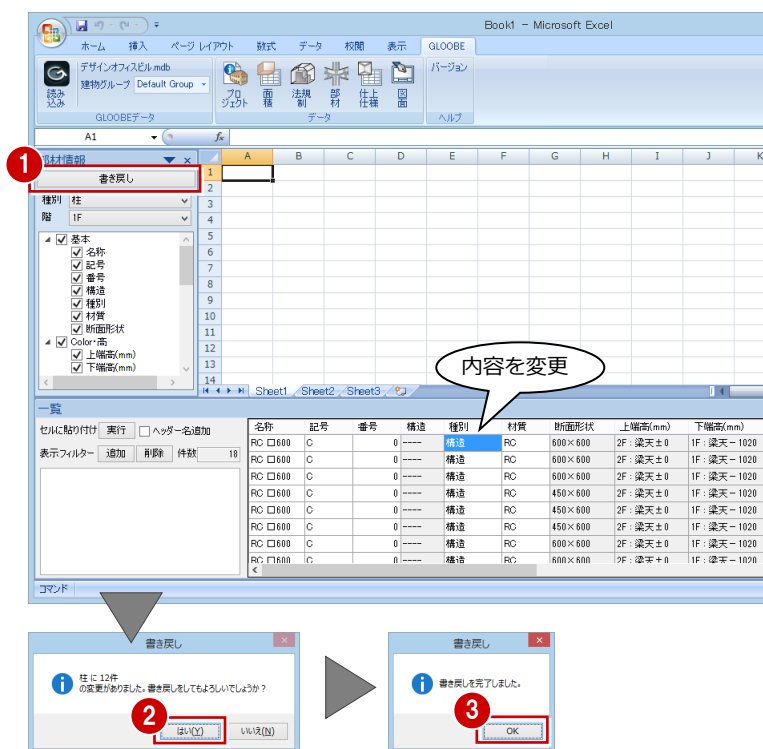 Book1 - Microsoft Excel
ホーム 挿入 ページ レイアウト 数式 データ 校閲 表示 GLOOBE
読み込み
デザインオフィスビル.mdb
建物グループ Default Group
GLOOBEデータ
プロジェクト 面積 法規制 部材 仕上仕様 図面
データ
バージョン
ヘルプ
A1 fx
1
部材情報
書き戻し
種別 柱
階 1F
基本
名称
記号
番号
構造
種別
材質
断面形状
Color・高
上端高(mm)
下端高(mm)
A B C D E F G H I J K
1
2
3
4
5
6
7
8
9
10
11
12
13
14
Sheet1 Sheet2 Sheet3
内容を変更
一覧
セルに貼り付け 実行 ヘッダー名追加
表示フィルター 追加 削除 件数 18
名称 記号 番号 構造 種別 材質 断面形状 上端高(mm) 下端高(mm)
RC □600 C 0 ---- 構造 RC 600×600 2F：梁天±0 1F：梁天－1020
RC □600 C 0 ---- 構造 RC 600×600 2F：梁天±0 1F：梁天－1020
RC □600 C 0 ---- 構造 RC 600×600 2F：梁天±0 1F：梁天－1020
RC □600 C 0 ---- 構造 RC 450×600 2F：梁天±0 1F：梁天－1020
RC □600 C 0 ---- 構造 RC 450×600 2F：梁天±0 1F：梁天－1020
RC □600 C 0 ---- 構造 RC 450×600 2F：梁天±0 1F：梁天－1020
RC □600 C 0 ---- 構造 RC 600×600 2F：梁天±0 1F：梁天－1020
RC □600 C 0 ---- 構造 RC 600×600 2F：梁天±0 1F：梁天－1020
コマンド
書き戻し
柱 に 12件
の変更がありました。書き戻しをしてもよろしいでしょうか？
2
はい(Y) いいえ(N)
書き戻し
書き戻しを完了しました。
3
OK